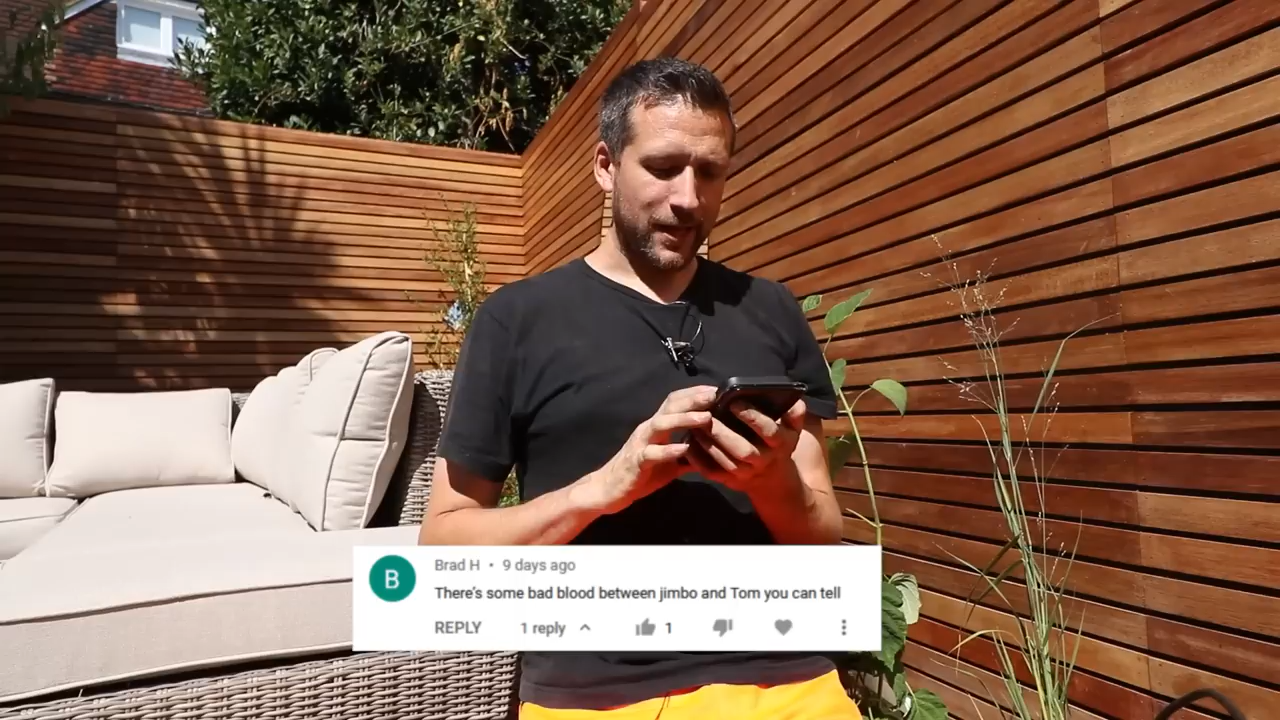 B
Brad H • 9 days ago
There's some bad blood between jimbo and Tom you can tell
REPLY 1 reply 1